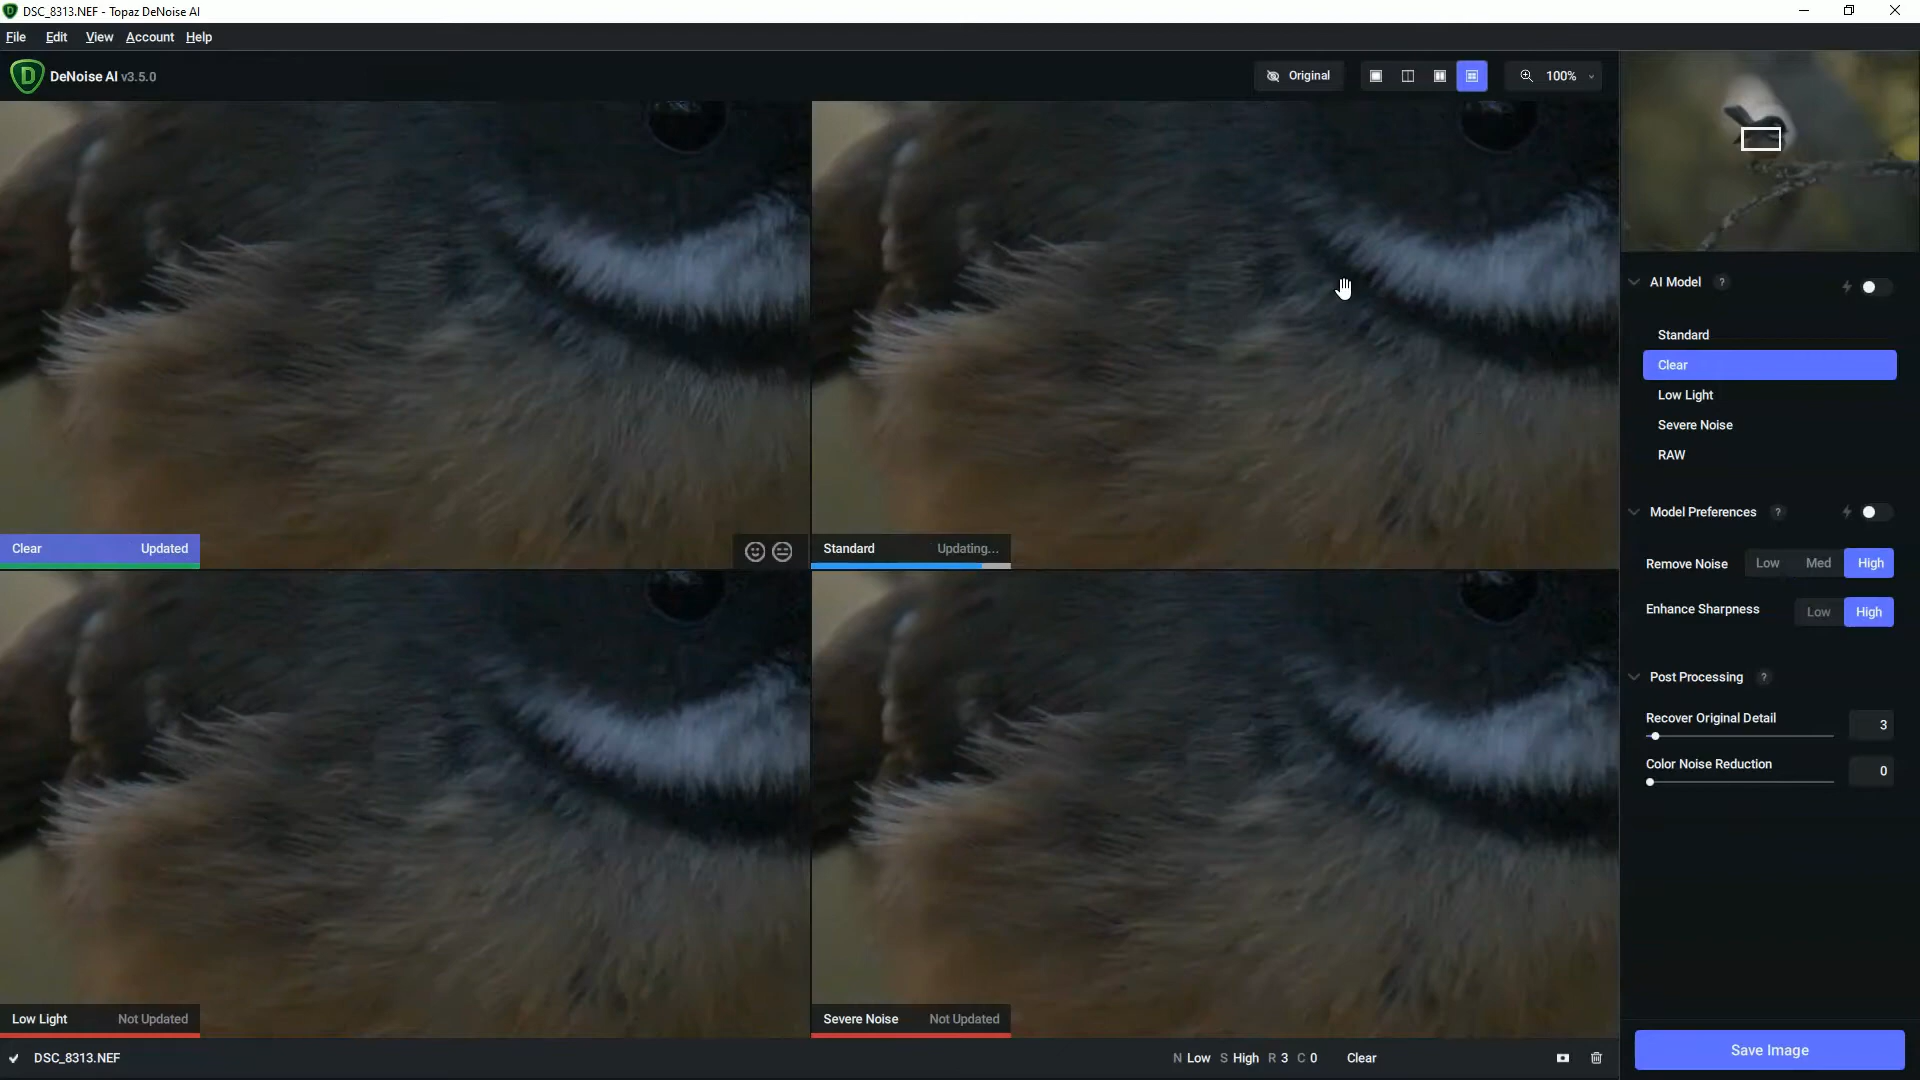 DSC_8313.NEF - Topaz DeNoise AI
File Edit View Account Help
DeNoise AI v3.5.0
Original
100%
AI Model ?
Standard
Clear
Low Light
Severe Noise
RAW
Model Preferences ?
Remove Noise Low Med High
Enhance Sharpness Low High
Post Processing ?
Recover Original Detail 3
Color Noise Reduction 0
Clear Updated
Standard Updating...
Low Light Not Updated
Severe Noise Not Updated
DSC_8313.NEF
N Low S High R 3 C 0 Clear
Save Image